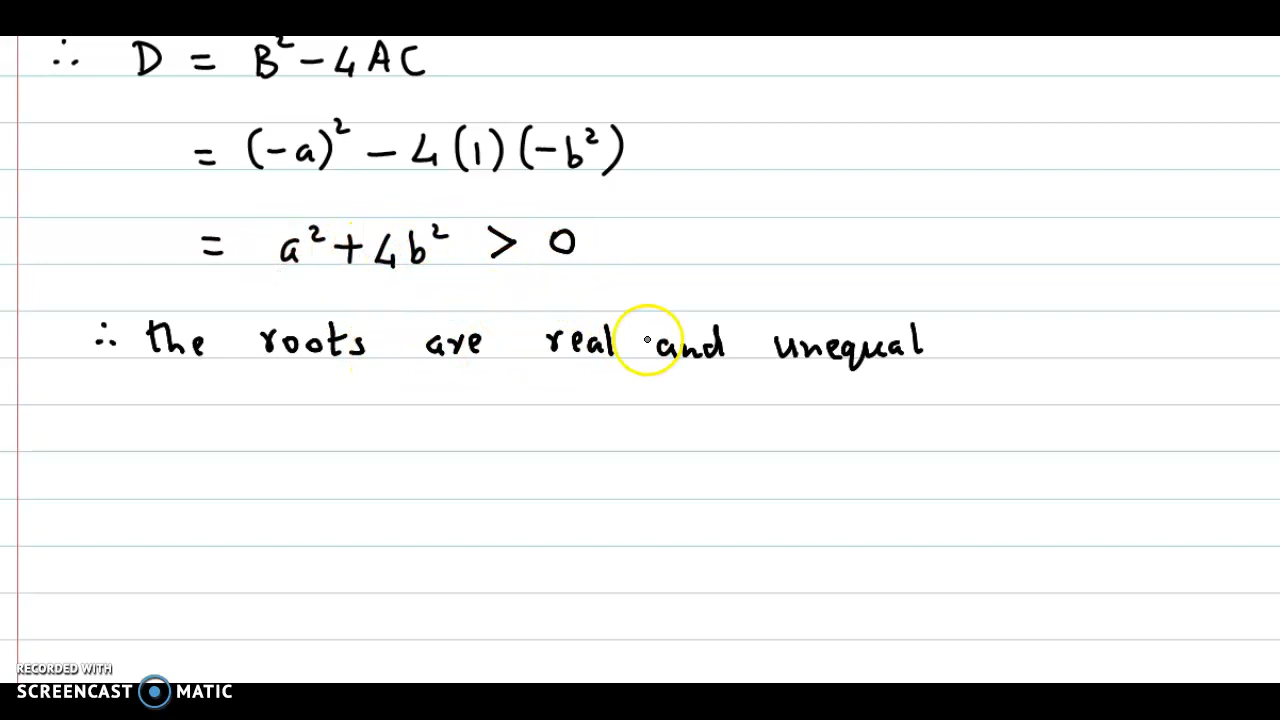 ∴ D = B² - 4AC
= (-a)² - 4(1)(-b²)
= a² + 4b² > 0
∴ the roots are real and unequal
RECORDED WITH
SCREENCAST MATIC